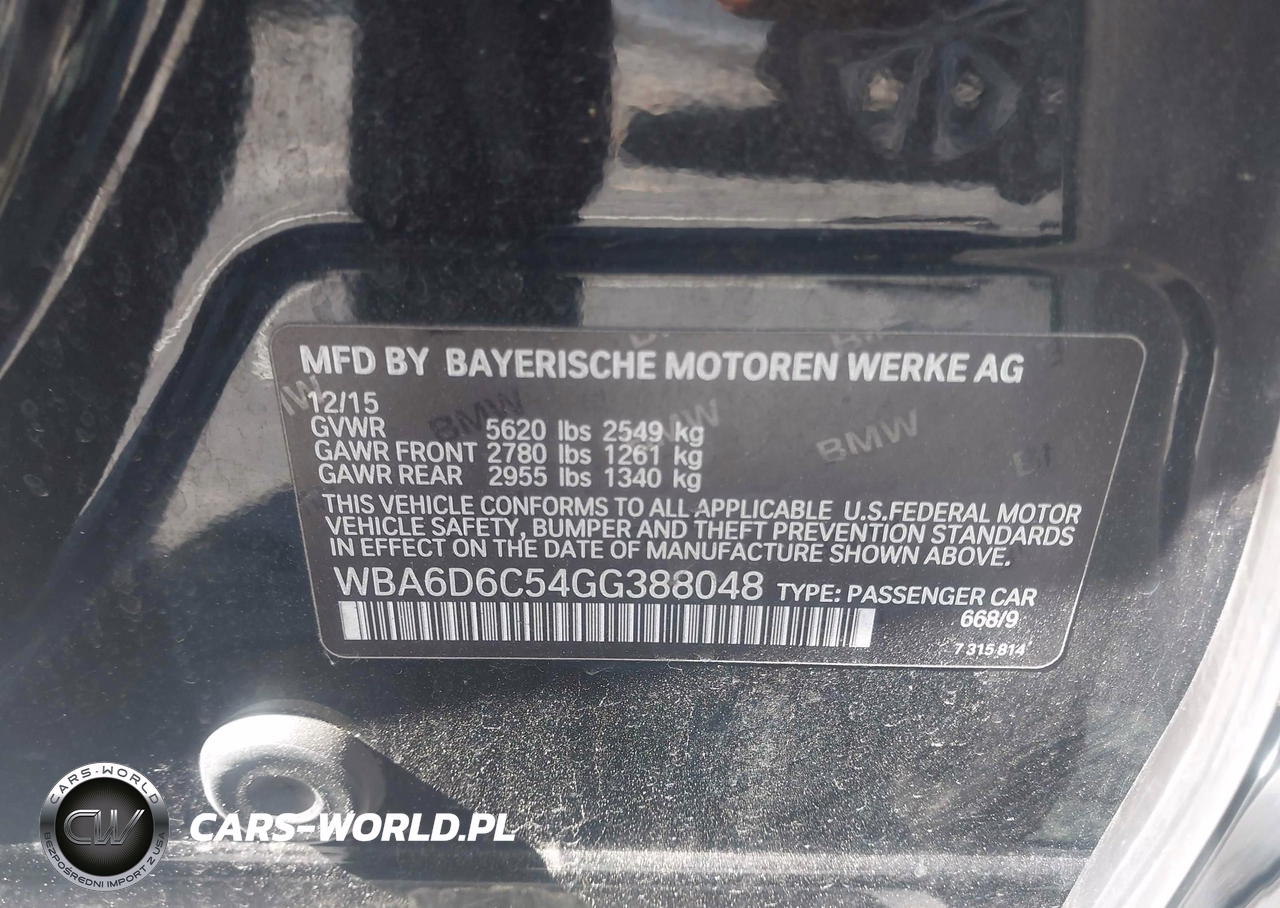 MFD BY BAYERISCHE MOTOREN WERKE AG
12/15
GVWR 5620 lbs 2549 kg
GAWR FRONT 2780 lbs 1261 kg
GAWR REAR 2955 lbs 1340 kg
THIS VEHICLE CONFORMS TO ALL APPLICABLE U.S.FEDERAL MOTOR
VEHICLE SAFETY, BUMPER AND THEFT PREVENTION STANDARDS
IN EFFECT ON THE DATE OF MANUFACTURE SHOWN ABOVE.
WBA6D6C54GG388048 TYPE: PASSENGER CAR
668/9
7 315 814
BMW
BMW
BMW
CARS-WORLD
CW
BEZPOŚREDNI IMPORT Z USA
CARS-WORLD.PL